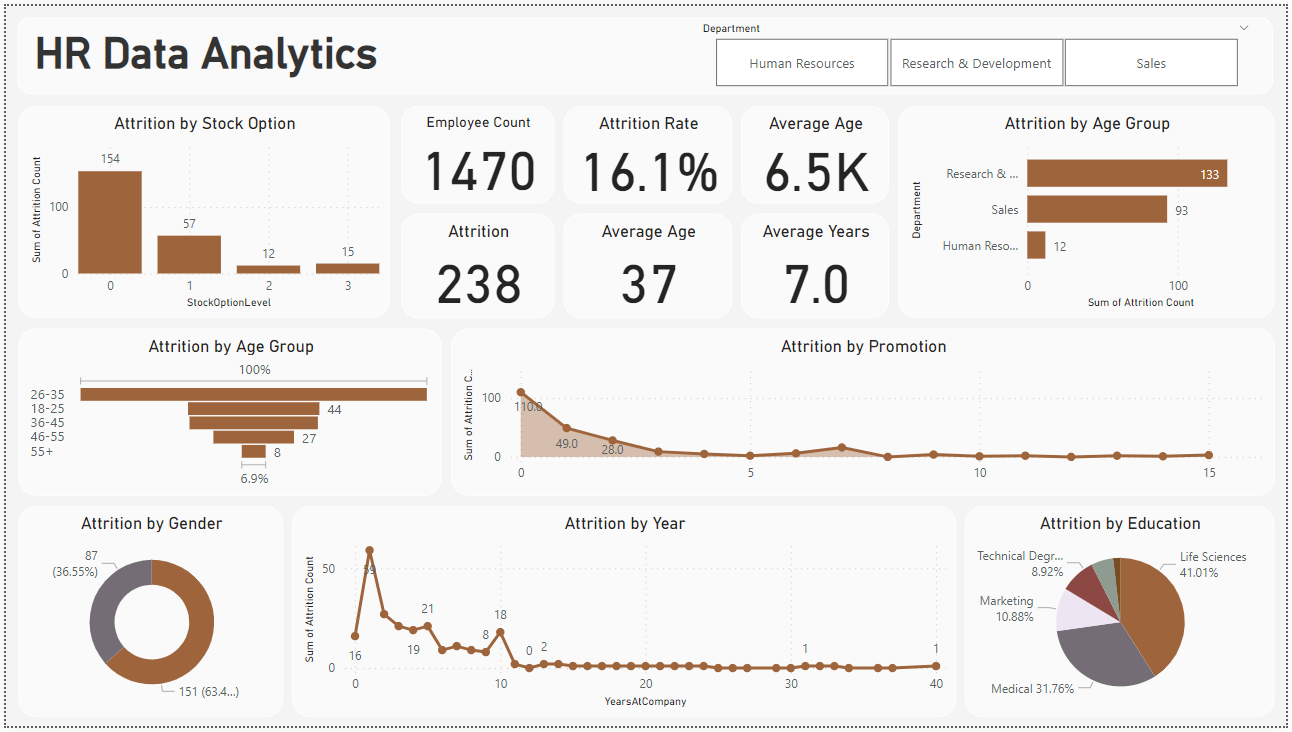 HR Data Analytics
Department
Human Resources
Research & Development
Sales
Attrition by Stock Option
Sum of Attrition Count
100
0
154
57
12
15
0
1
2
3
StockOptionLevel
Employee Count
1470
Attrition Rate
16.1%
Average Age
6.5K
Attrition
238
Average Age
37
Average Years
7.0
Attrition by Age Group
Department
Research & ...
133
Sales
93
Human Reso...
12
0
100
Sum of Attrition Count
Attrition by Age Group
100%
26-35
18-25
44
36-45
46-55
27
55+
8
6.9%
Attrition by Promotion
Sum of Attrition C...
100
0
110.0
49.0
28.0
0
5
10
15
Attrition by Gender
87
(36.55%)
151 (63.4...)
Attrition by Year
Sum of Attrition Count
50
0
16
59
19
21
8
18
0
2
1
1
0
10
20
30
40
YearsAtCompany
Attrition by Education
Technical Degr...
8.92%
Life Sciences
41.01%
Marketing
10.88%
Medical 31.76%